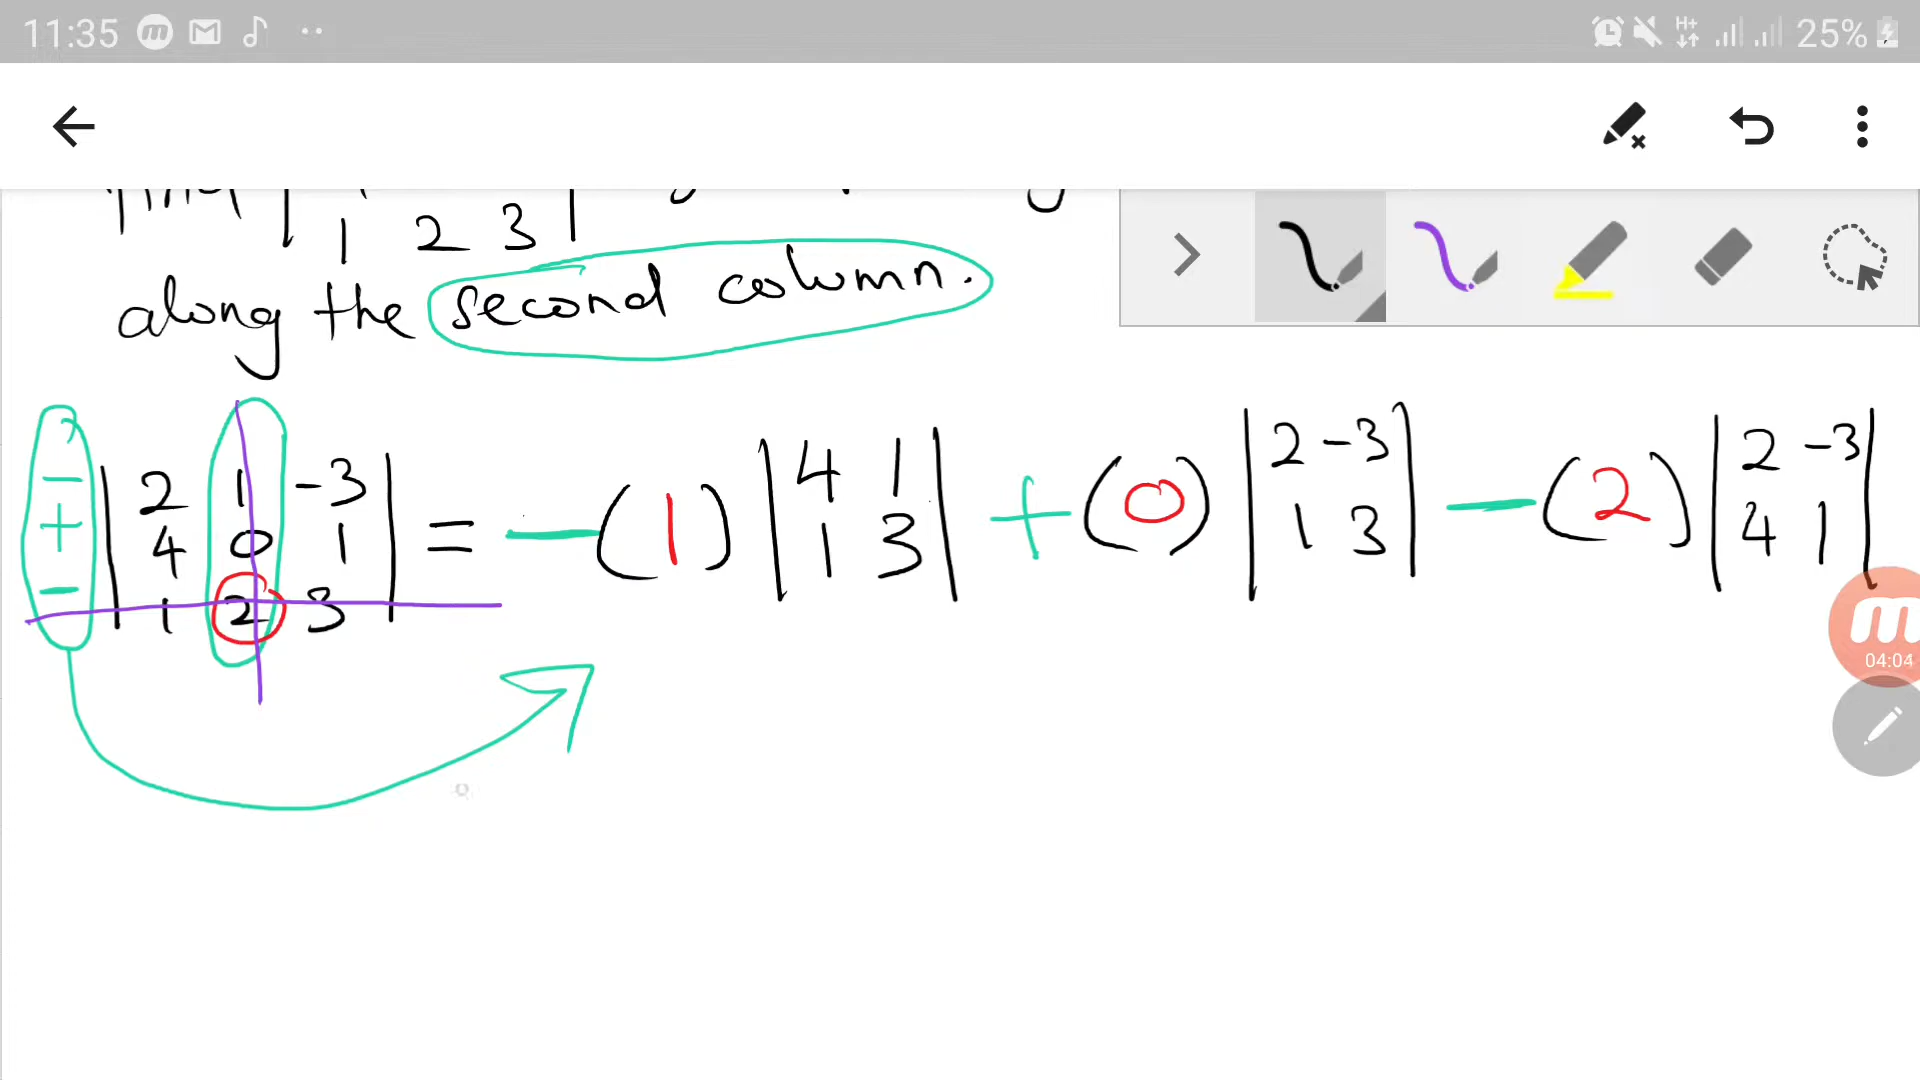 11:35 25%
1 2 3
along the second column.
− | 2 1 -3 |
+ | 4 0 1 | = −(1) | 4 1 | + (0) | 2 -3 | − (2) | 2 -3 |
− | 1 2 3 | | 1 3 | | 1 3 | | 4 1 |
04:04